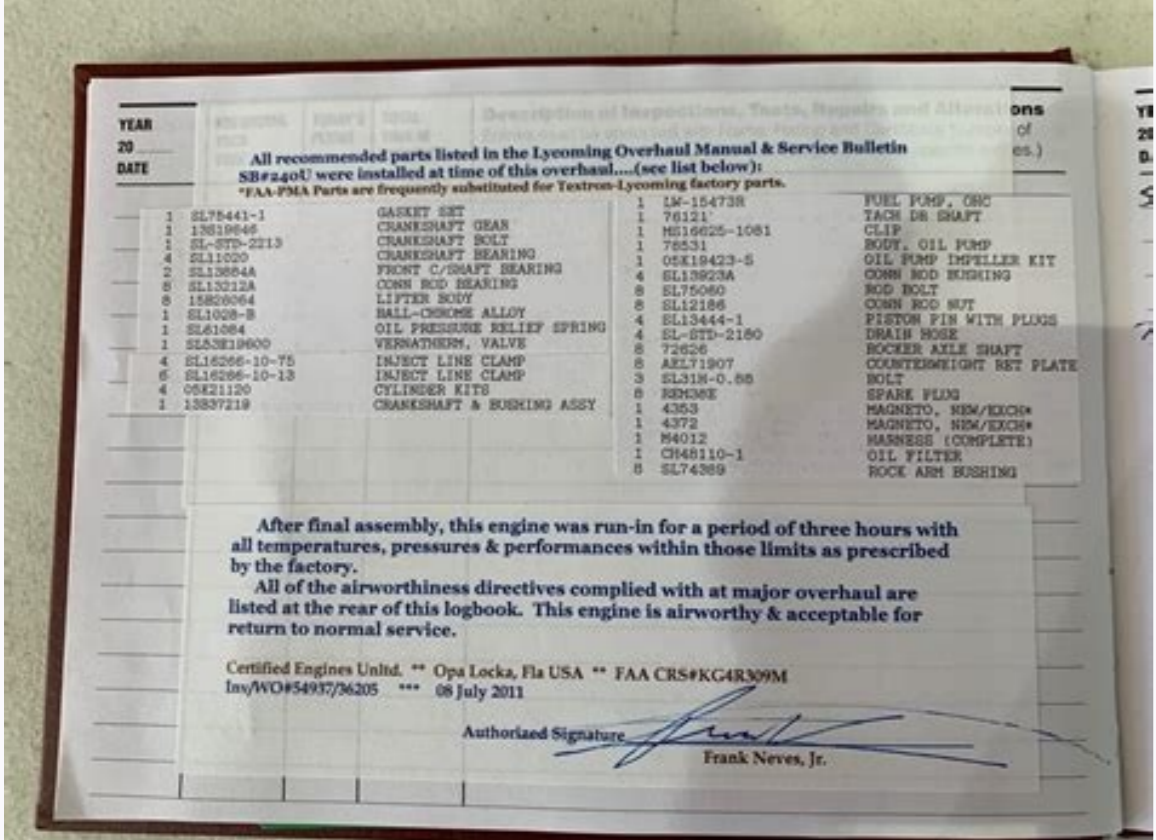 YEAR
20
DATE
Description of Inspections, Tests, Repairs and Alterations
of
es.)
All recommended parts listed in the Lycoming Overhaul Manual & Service Bulletin
SB#240U were installed at time of this overhaul....(see list below):
*FAA-PMA Parts are frequently substituted for Textron-Lycoming factory parts.
1 SL75441-1 GASKET SET
1 13S19646 CRANKSHAFT GEAR
1 SL-STD-2213 CRANKSHAFT BOLT
4 SL11020 CRANKSHAFT BEARING
2 SL13884A FRONT C/SHAFT BEARING
8 SL13212A CONN ROD BEARING
8 15B26064 LIFTER BODY
1 SL1028-B BALL-CHROME ALLOY
1 SL61084 OIL PRESSURE RELIEF SPRING
1 SL53E19600 VERNATHERM, VALVE
4 SL16266-10-75 INJECT LINE CLAMP
6 SL16266-10-13 INJECT LINE CLAMP
4 05K21120 CYLINDER KITS
1 13B37219 CRANKSHAFT & BUSHING ASSY
1 LW-15473R FUEL PUMP, OHC
1 76121 TACH DR SHAFT
1 MS16625-1081 CLIP
1 78531 BODY, OIL PUMP
1 05K19423-S OIL PUMP IMPELLER KIT
4 SL13923A CONN ROD BUSHING
8 SL75060 ROD BOLT
8 SL12186 CONN ROD NUT
4 SL13444-1 PISTON PIN WITH PLUGS
4 SL-STD-2180 DRAIN HOSE
8 72626 ROCKER AXLE SHAFT
8 AEL71907 COUNTERWEIGHT RET PLATE
3 SL31H-0.88 BOLT
8 REM38E SPARK PLUG
1 4353 MAGNETO, NEW/EXCH*
1 4372 MAGNETO, NEW/EXCH*
1 M4012 HARNESS (COMPLETE)
1 CH48110-1 OIL FILTER
8 SL74389 ROCK ARM BUSHING
After final assembly, this engine was run-in for a period of three hours with
all temperatures, pressures & performances within those limits as prescribed
by the factory.
All of the airworthiness directives complied with at major overhaul are
listed at the rear of this logbook. This engine is airworthy & acceptable for
return to normal service.
Certified Engines Unltd. ** Opa Locka, Fla USA ** FAA CRS#KG4R309M
Inv/WO#54937/36205 *** 08 July 2011
Authorized Signature
Frank Neves, Jr.